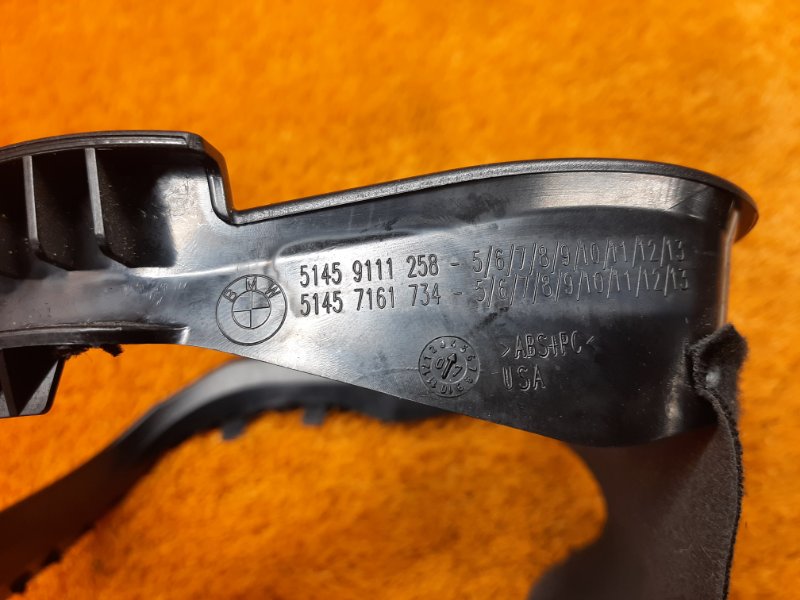 BMW
5145 9111 258 - 5/6/7/8/9/10/11/12/13
5145 7161 734 - 5/6/7/8/9/10/11/12/13
>ABS+PC<
USA